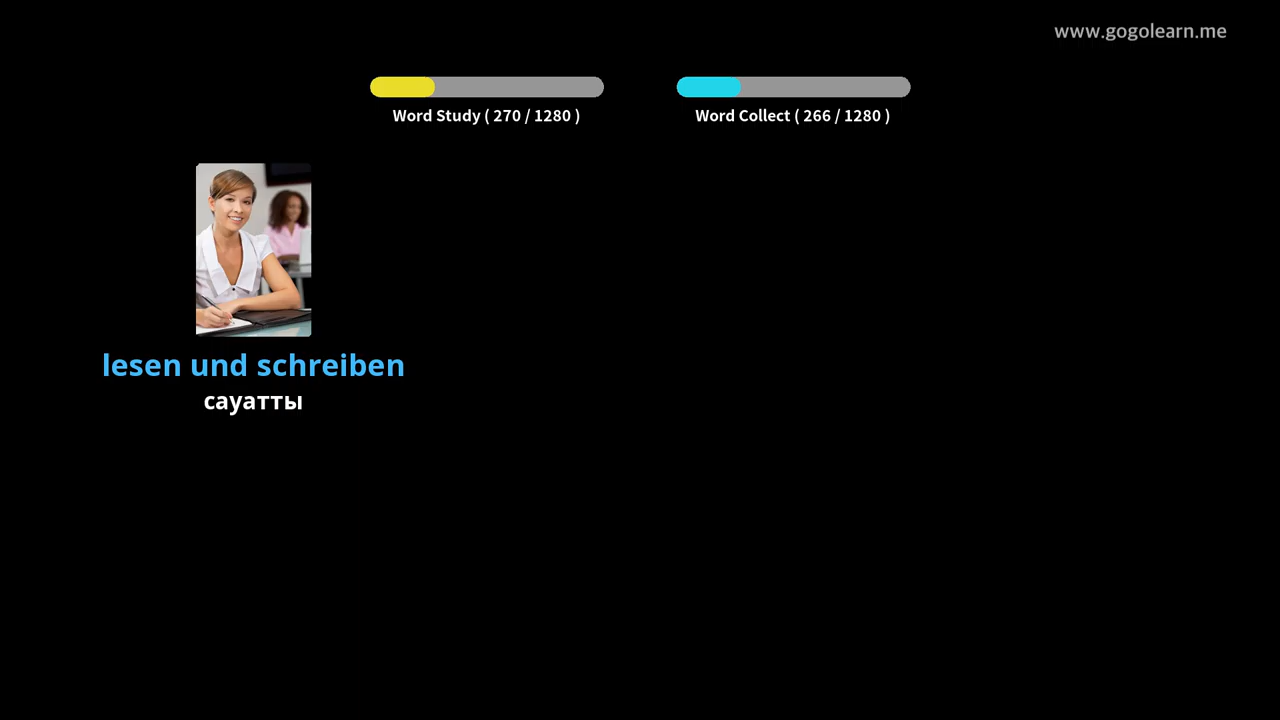 www.gogolearn.me
Word Study ( 270 / 1280 )
Word Collect ( 266 / 1280 )
lesen und schreiben
сауатты